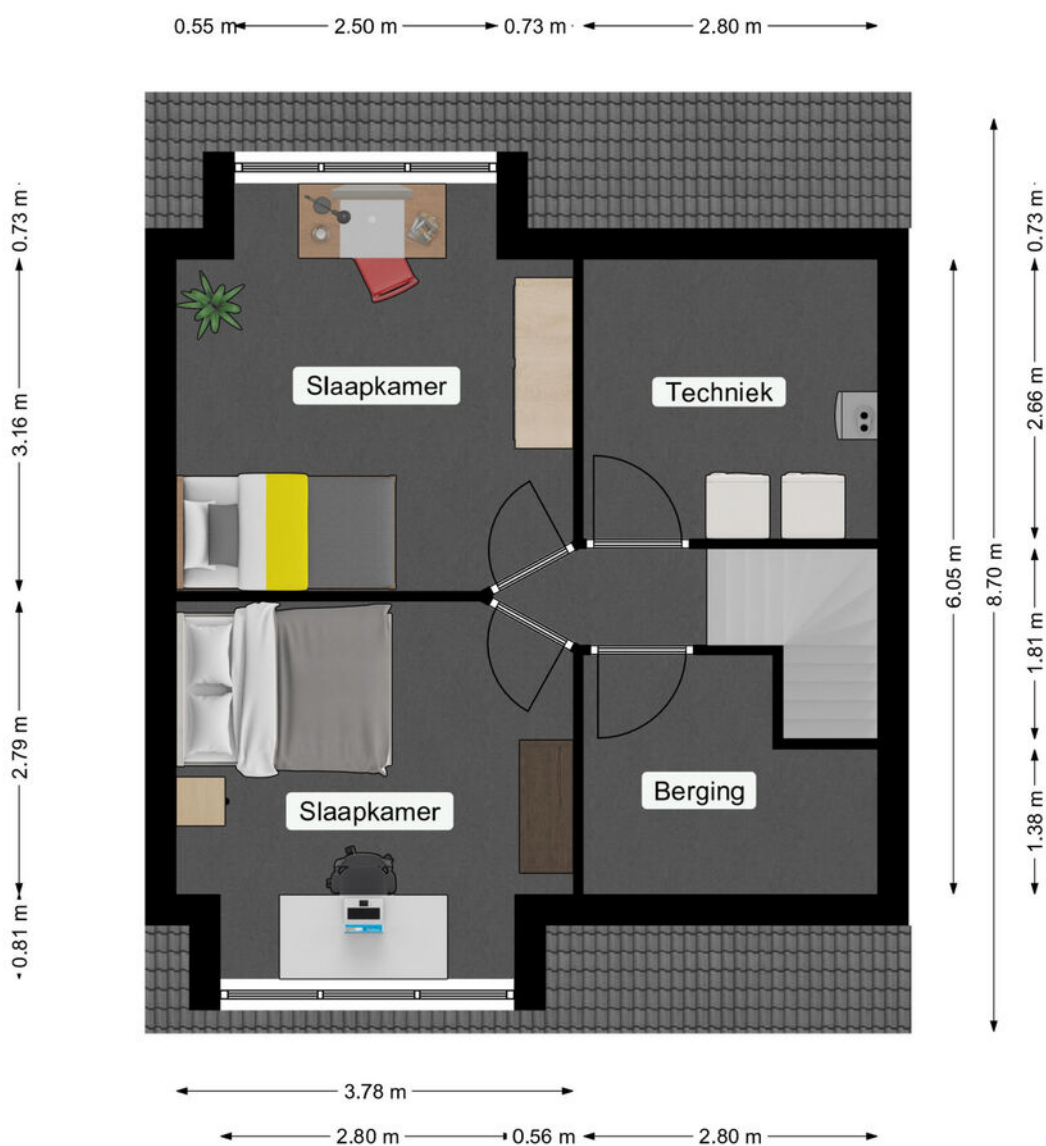 0.55 m
2.50 m
0.73 m
2.80 m
0.73 m
3.16 m
2.79 m
0.81 m
0.73 m
2.66 m
1.81 m
1.38 m
6.05 m
8.70 m
Slaapkamer
Techniek
Slaapkamer
Berging
3.78 m
2.80 m
0.56 m
2.80 m